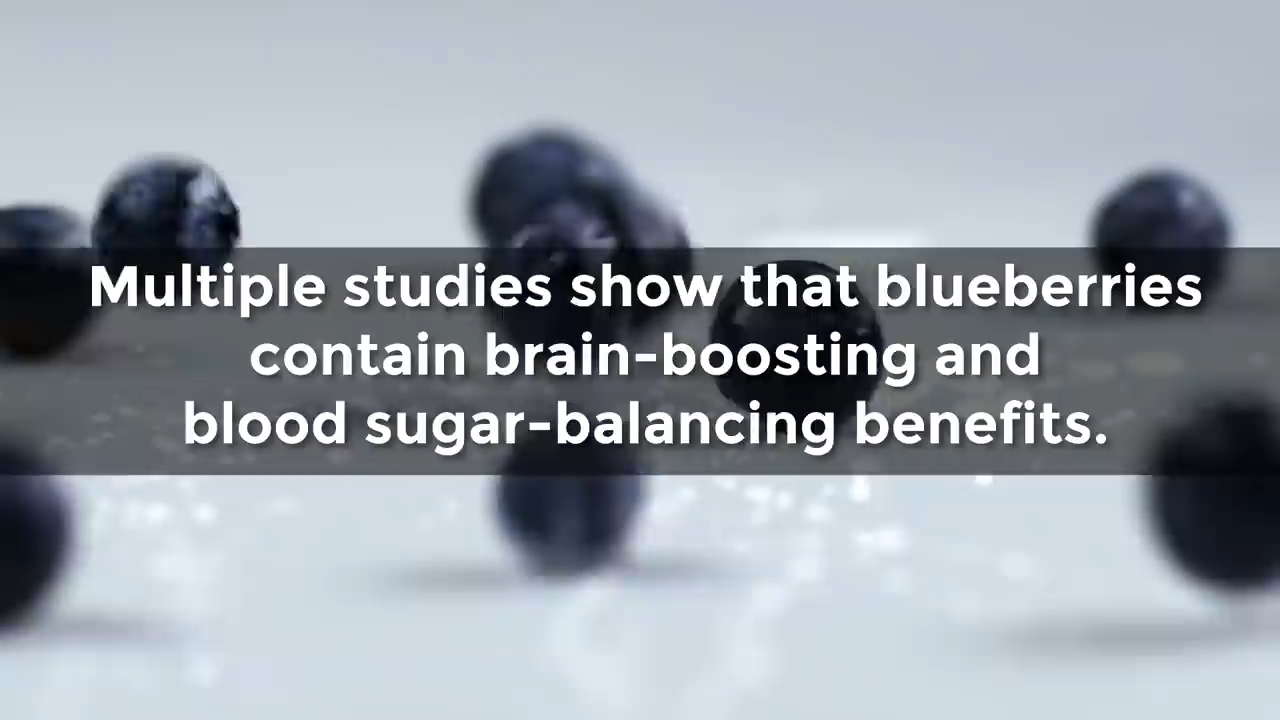 Multiple studies show that blueberries
contain brain-boosting and
blood sugar-balancing benefits.